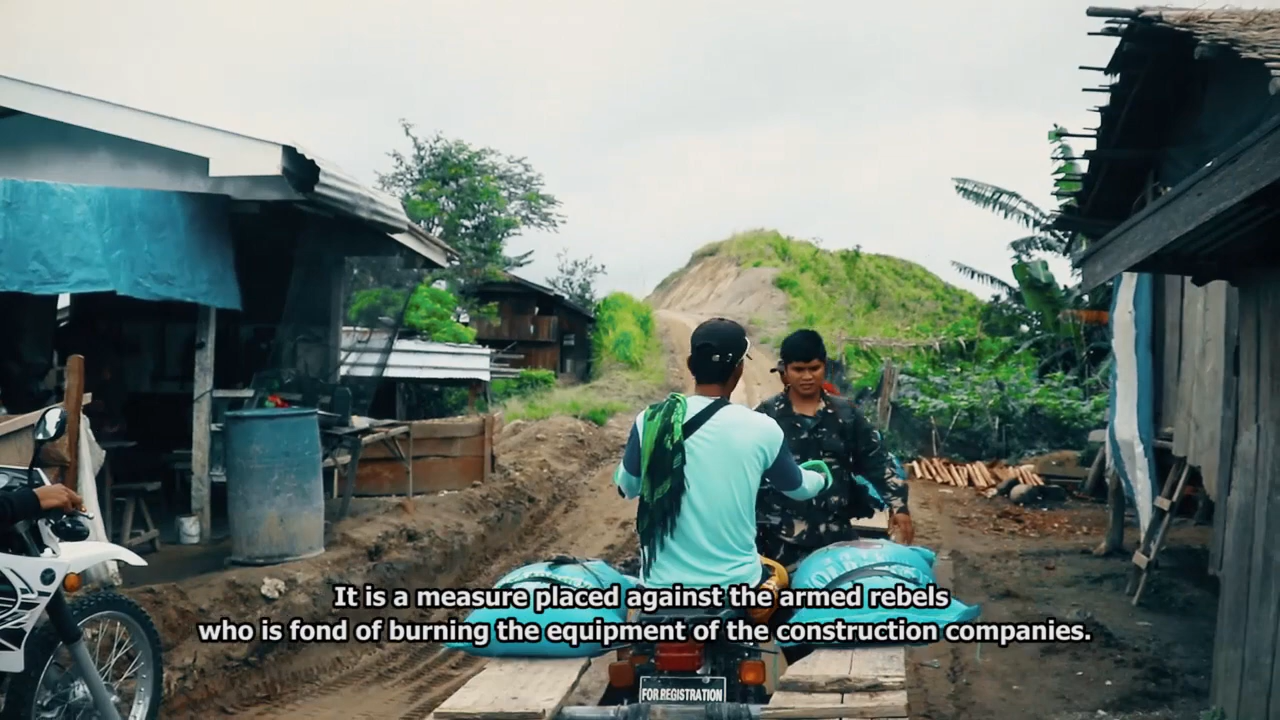 It is a measure placed against the armed rebels
who is fond of burning the equipment of the construction companies.
FOR REGISTRATION